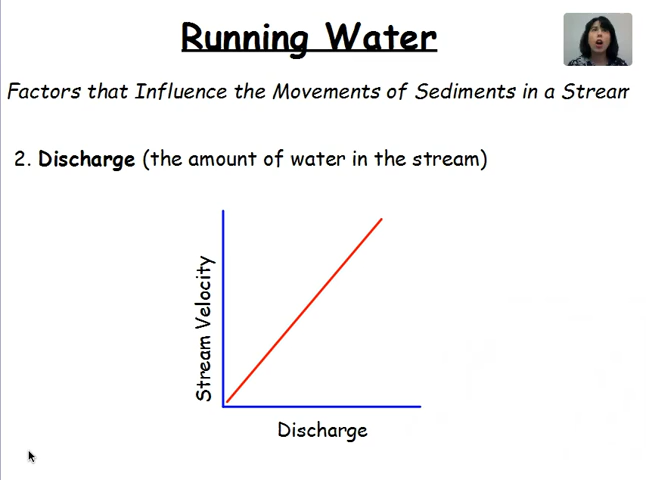 Running Water
Factors that Influence the Movements of Sediments in a Stream
2. Discharge (the amount of water in the stream)
Stream Velocity
Discharge